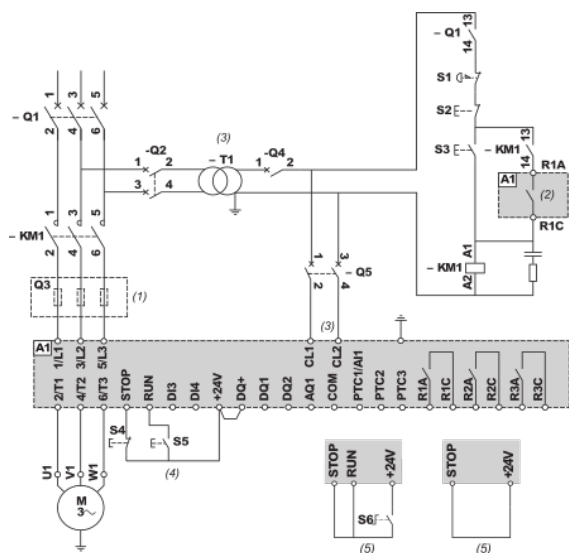 13
– Q1
14
S1
S2
S3
13
– KM1
14
R1A
A1
(2)
R1C
A1
– KM1
A2
1 3 5
– Q1
2 4 6
(3)
-Q2
1 2
3 4
– T1
-Q4
1 2
1 3 5
– KM1
2 4 6
Q3
(1)
1 3
– Q5
2 4
(3)
A1
1/L1 3/L2 5/L3 CL1 CL2
2/T1 4/T2 6/T3 STOP RUN DI3 DI4 +24V DQ+ DQ1 DQ2 AQ1 COM PTC1/AI1 PTC2 PTC3 R1A R1C R2A R2C R3A R3C
S4 S5
(4)
U1 V1 W1
M
3
STOP RUN +24V
S6
(5)
STOP +24V
(5)